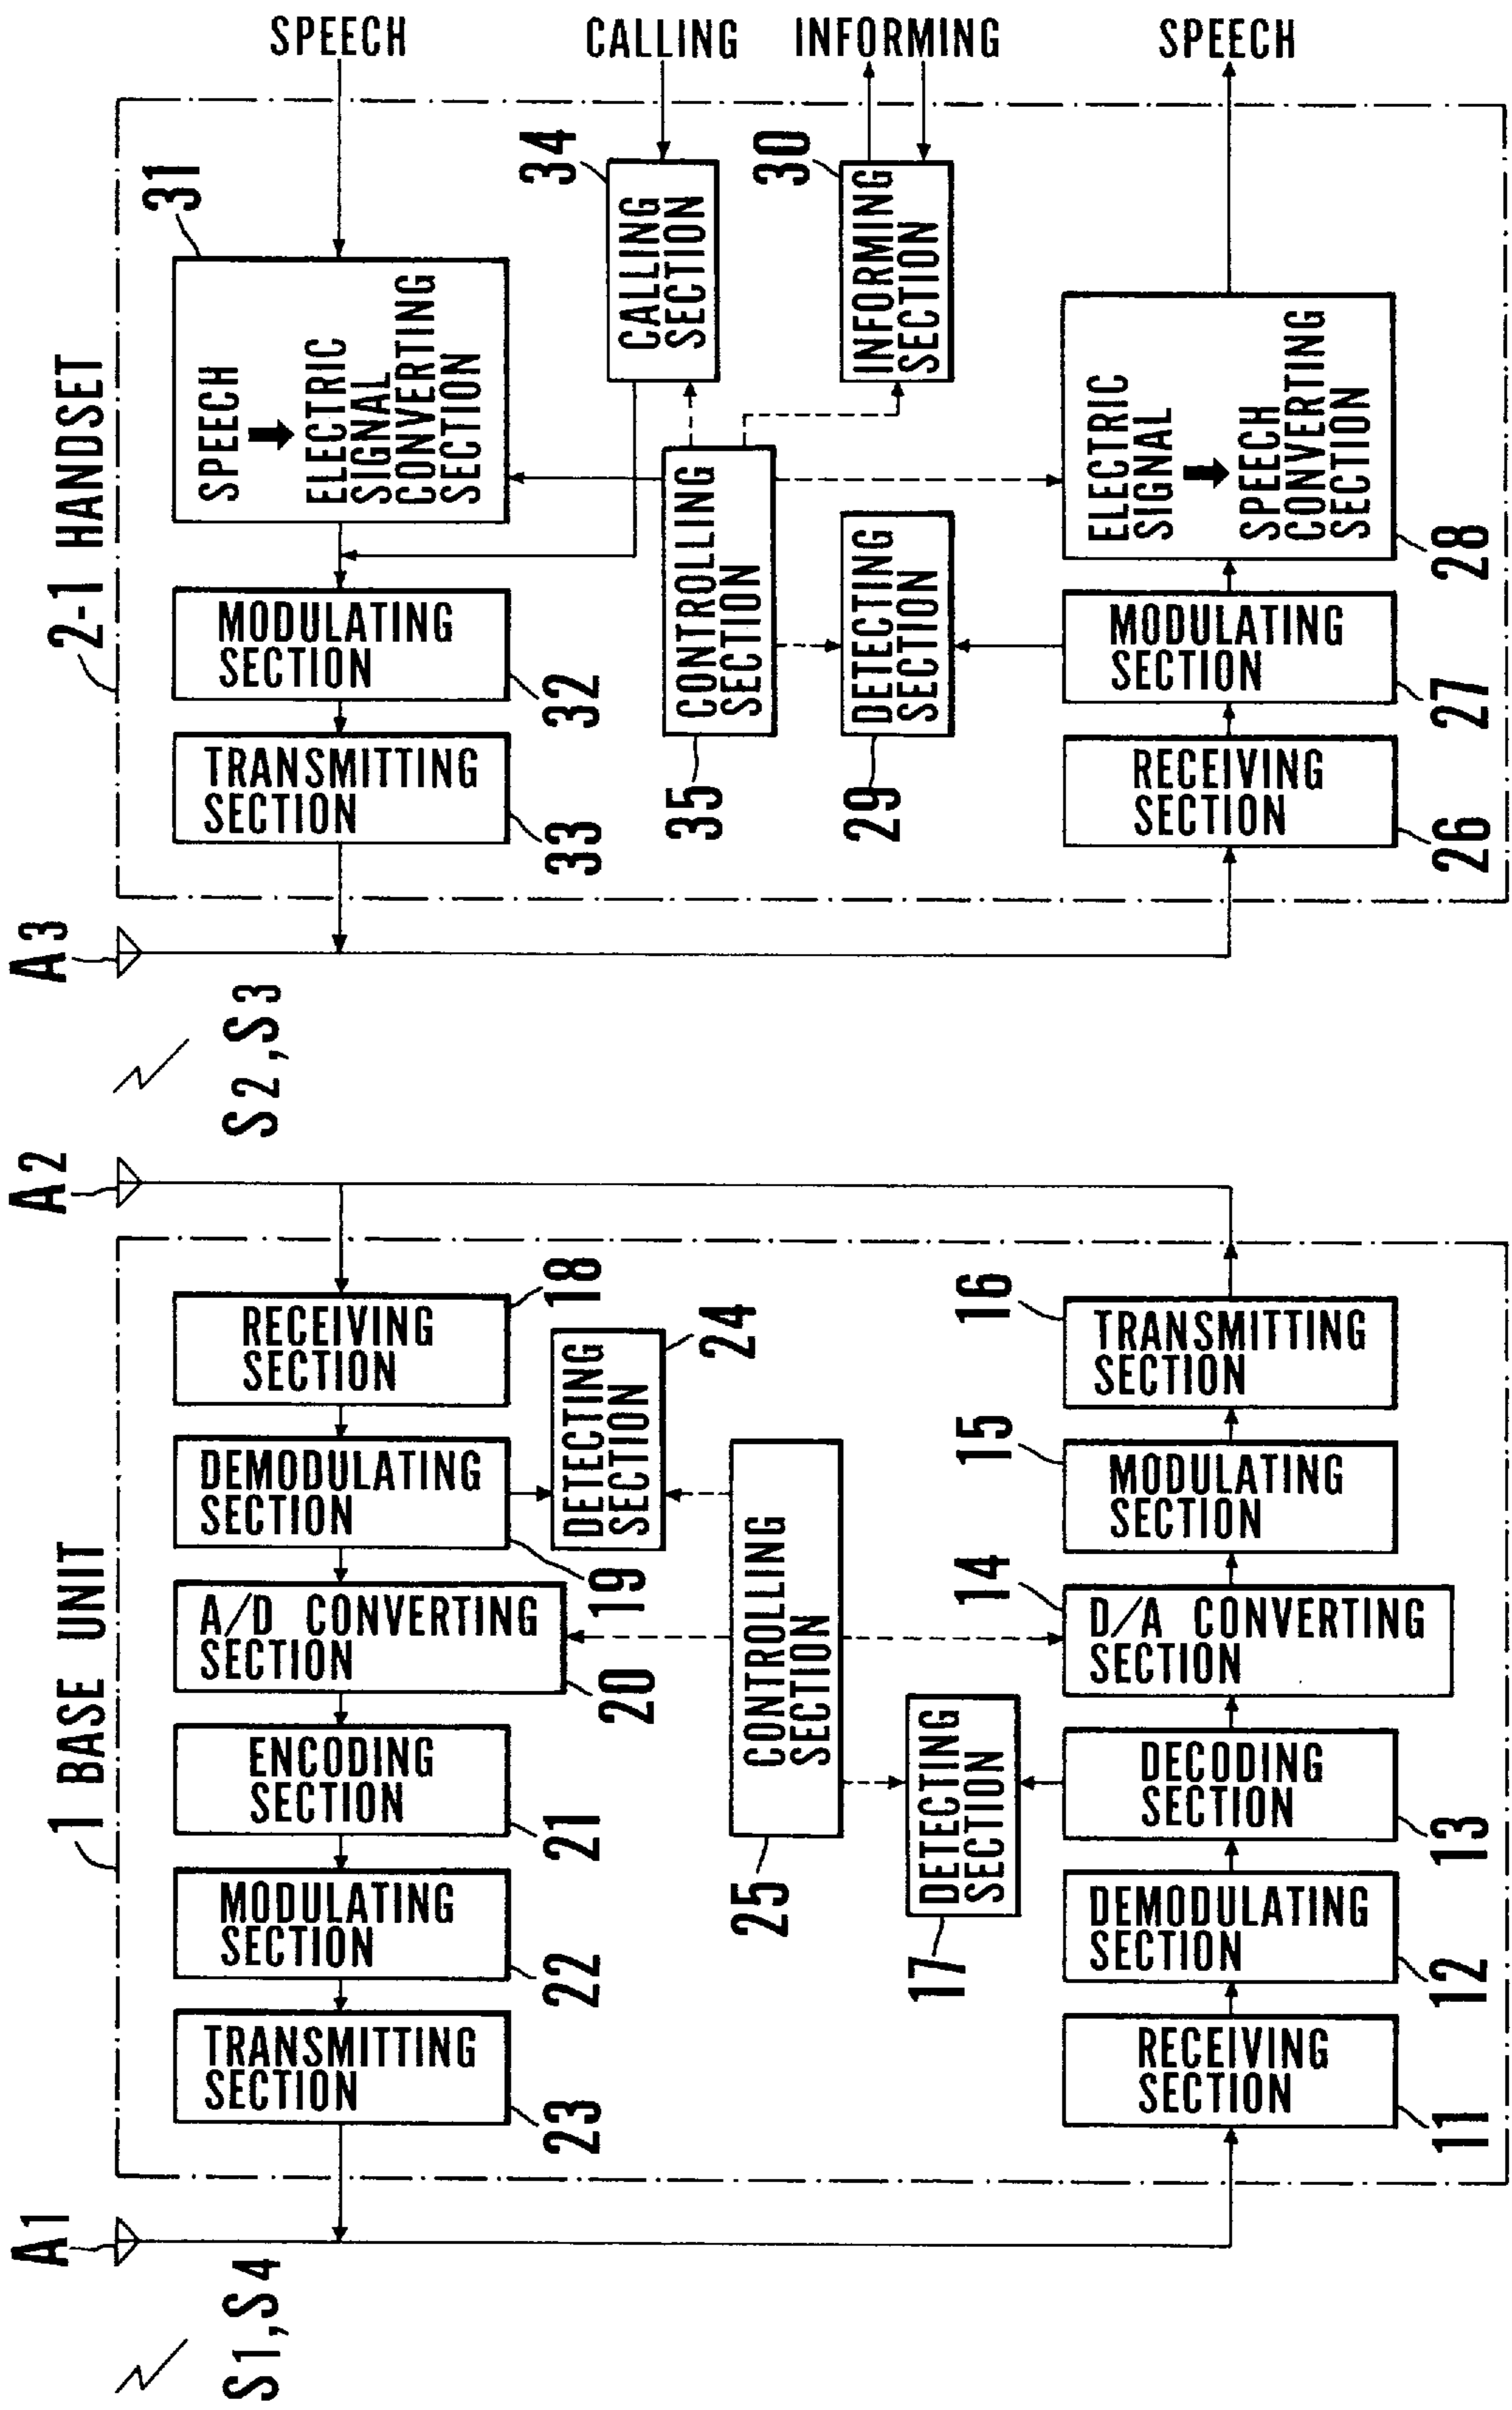 A1
S1,S4
1 BASE UNIT
TRANSMITTING
SECTION
23
MODULATING
SECTION
22
ENCODING
SECTION
21
A/D CONVERTING
SECTION
20
DEMODULATING
SECTION
19
RECEIVING
SECTION
18
DETECTING
SECTION
24
CONTROLLING
SECTION
25
DETECTING
SECTION
17
RECEIVING
SECTION
11
DEMODULATING
SECTION
12
DECODING
SECTION
13
D/A CONVERTING
SECTION
14
MODULATING
SECTION
15
TRANSMITTING
SECTION
16
A2
S2,S3
A3
2-1 HANDSET
TRANSMITTING
SECTION
33
MODULATING
SECTION
32
SPEECH
ELECTRIC
SIGNAL
CONVERTING
SECTION
31
SPEECH
CALLING
SECTION
34
CALLING
CONTROLLING
SECTION
35
INFORMING
SECTION
30
INFORMING
DETECTING
SECTION
29
RECEIVING
SECTION
26
MODULATING
SECTION
27
ELECTRIC
SIGNAL
SPEECH
CONVERTING
SECTION
28
SPEECH